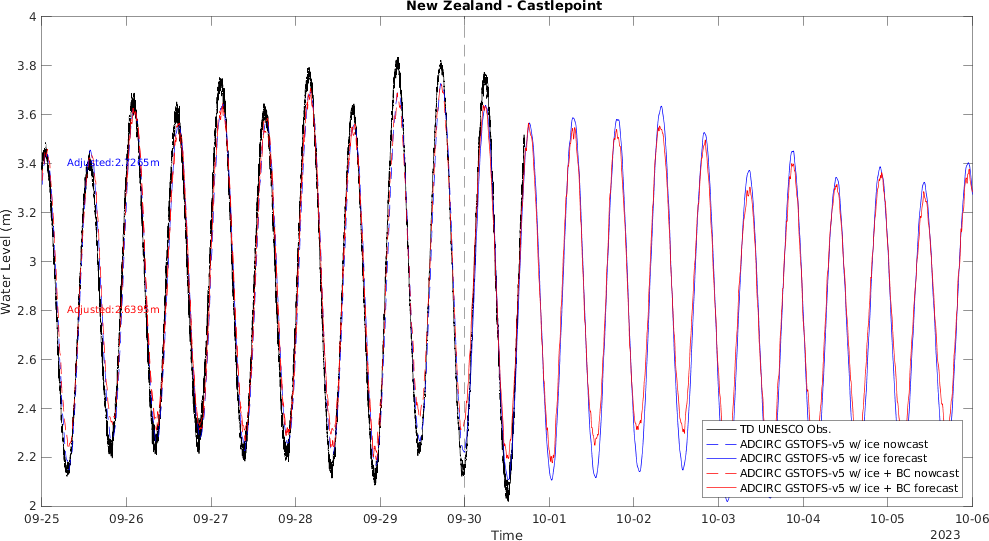 New Zealand - Castlepoint
Water Level (m)
4
3.8
3.6
3.4
3.2
3
2.8
2.6
2.4
2.2
2
Adjusted:2.7265m
Adjusted:2.6395m
TD UNESCO Obs.
ADCIRC GSTOFS-v5 w/ ice nowcast
ADCIRC GSTOFS-v5 w/ ice forecast
ADCIRC GSTOFS-v5 w/ ice + BC nowcast
ADCIRC GSTOFS-v5 w/ ice + BC forecast
09-25 09-26 09-27 09-28 09-29 09-30 10-01 10-02 10-03 10-04 10-05 10-06
Time
2023